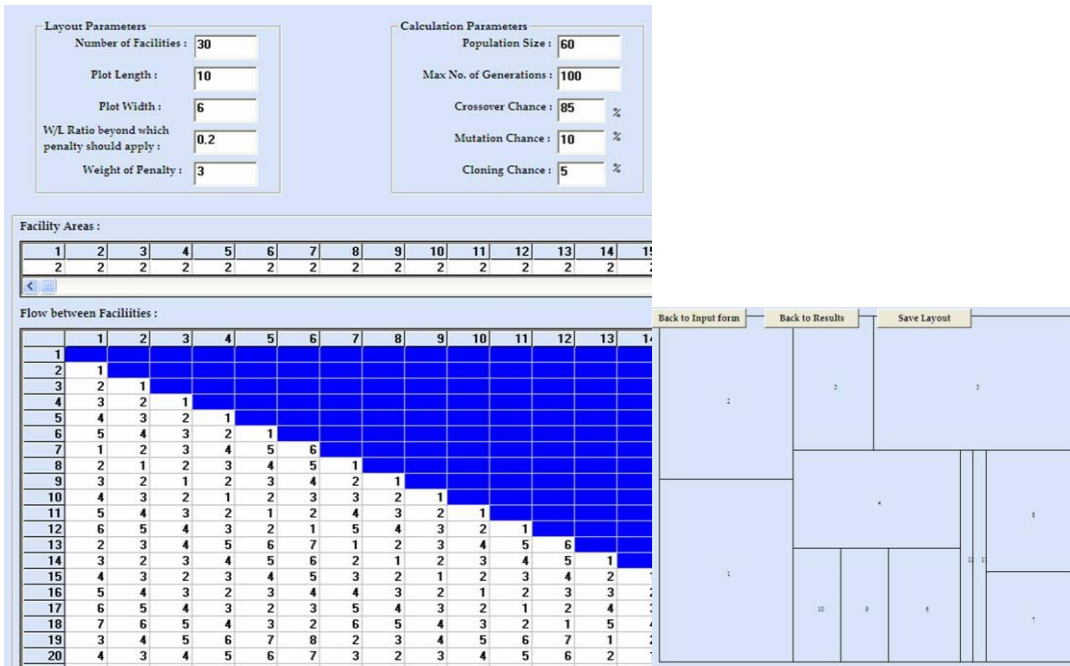 Layout Parameters
Number of Facilities : 30
Plot Length : 10
Plot Width : 6
W/L Ratio beyond which
penalty should apply : 0.2
Weight of Penalty : 3
Calculation Parameters
Population Size : 60
Max No. of Generations : 100
Crossover Chance : 85 %
Mutation Chance : 10 %
Cloning Chance : 5 %
Facility Areas :
1 2 3 4 5 6 7 8 9 10 11 12 13 14
2 2 2 2 2 2 2 2 2 2 2 2 2 2
Flow between Faciliities :
1 2 3 4 5 6 7 8 9 10 11 12 13
1
2 1
3 2 1
4 3 2 1
5 4 3 2 1
6 5 4 3 2 1
7 1 2 3 4 5 6
8 2 1 2 3 4 5 1
9 3 2 1 2 3 4 2 1
10 4 3 2 1 2 3 3 2 1
11 5 4 3 2 1 2 4 3 2 1
12 6 5 4 3 2 1 5 4 3 2 1
13 2 3 4 5 6 7 1 2 3 4 5 6
14 3 2 3 4 5 6 2 1 2 3 4 5 1
15 4 3 2 3 4 5 3 2 1 2 3 4 2
16 5 4 3 2 3 4 4 3 2 1 2 3 3
17 6 5 4 3 2 3 5 4 3 2 1 2 4
18 7 6 5 4 3 2 6 5 4 3 2 1 5
19 3 4 5 6 7 8 2 3 4 5 6 7 1
20 4 3 4 5 6 7 3 2 3 4 5 6 2
Back to Input form
Back to Results
Save Layout
2
4
1
10